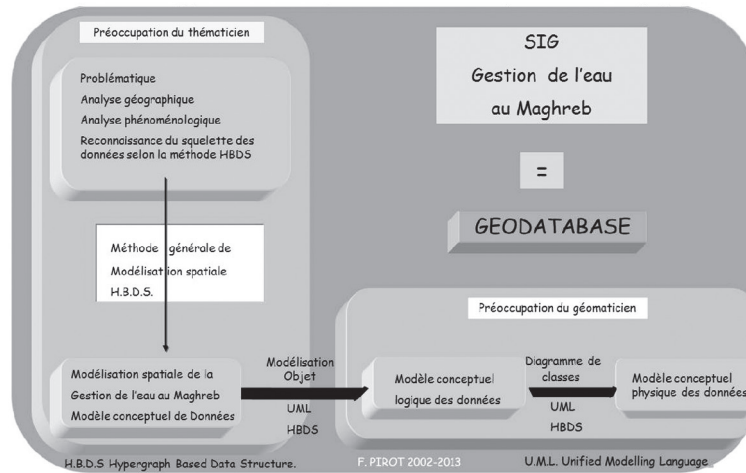 Préoccupation du thématicien
Problématique
Analyse géographique
Analyse phénoménologique
Reconnaissance du squelette des
données selon la méthode HBDS
Méthode générale de
Modélisation spatiale
H.B.D.S.
Modélisation spatiale de la
Gestion de l'eau au Maghreb
Modèle conceptuel de Données
Modélisation
Objet
UML
HBDS
SIG
Gestion de l'eau
au Maghreb
=
GEODATABASE
Préoccupation du géomaticien
Modèle conceptuel
logique des données
Diagramme de
classes
UML
HBDS
Modèle conceptuel
physique des données
H.B.D.S Hypergraph Based Data Structure.
F. PIROT 2002-2013
U.M.L. Unified Modelling Language